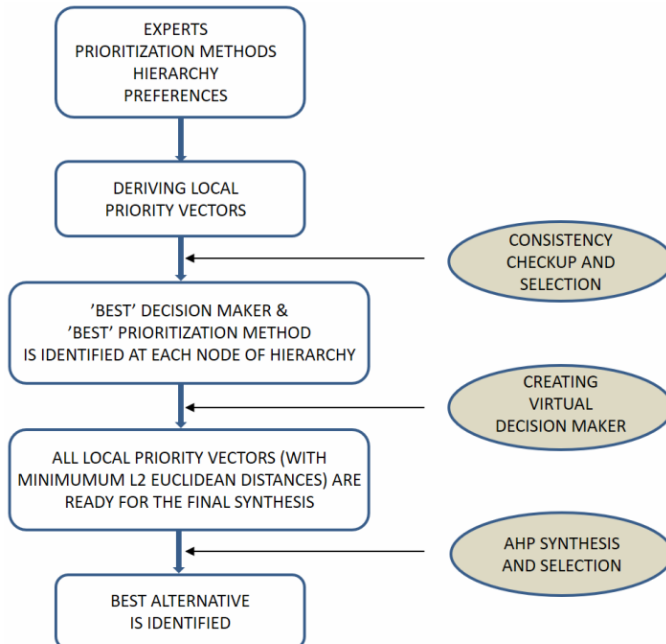 EXPERTS
PRIORITIZATION METHODS
HIERARCHY
PREFERENCES
DERIVING LOCAL
PRIORITY VECTORS
CONSISTENCY
CHECKUP AND
SELECTION
'BEST' DECISION MAKER &
'BEST' PRIORITIZATION METHOD
IS IDENTIFIED AT EACH NODE OF HIERARCHY
CREATING
VIRTUAL
DECISION MAKER
ALL LOCAL PRIORITY VECTORS (WITH
MINIMUMUM L2 EUCLIDEAN DISTANCES) ARE
READY FOR THE FINAL SYNTHESIS
AHP SYNTHESIS
AND SELECTION
BEST ALTERNATIVE
IS IDENTIFIED